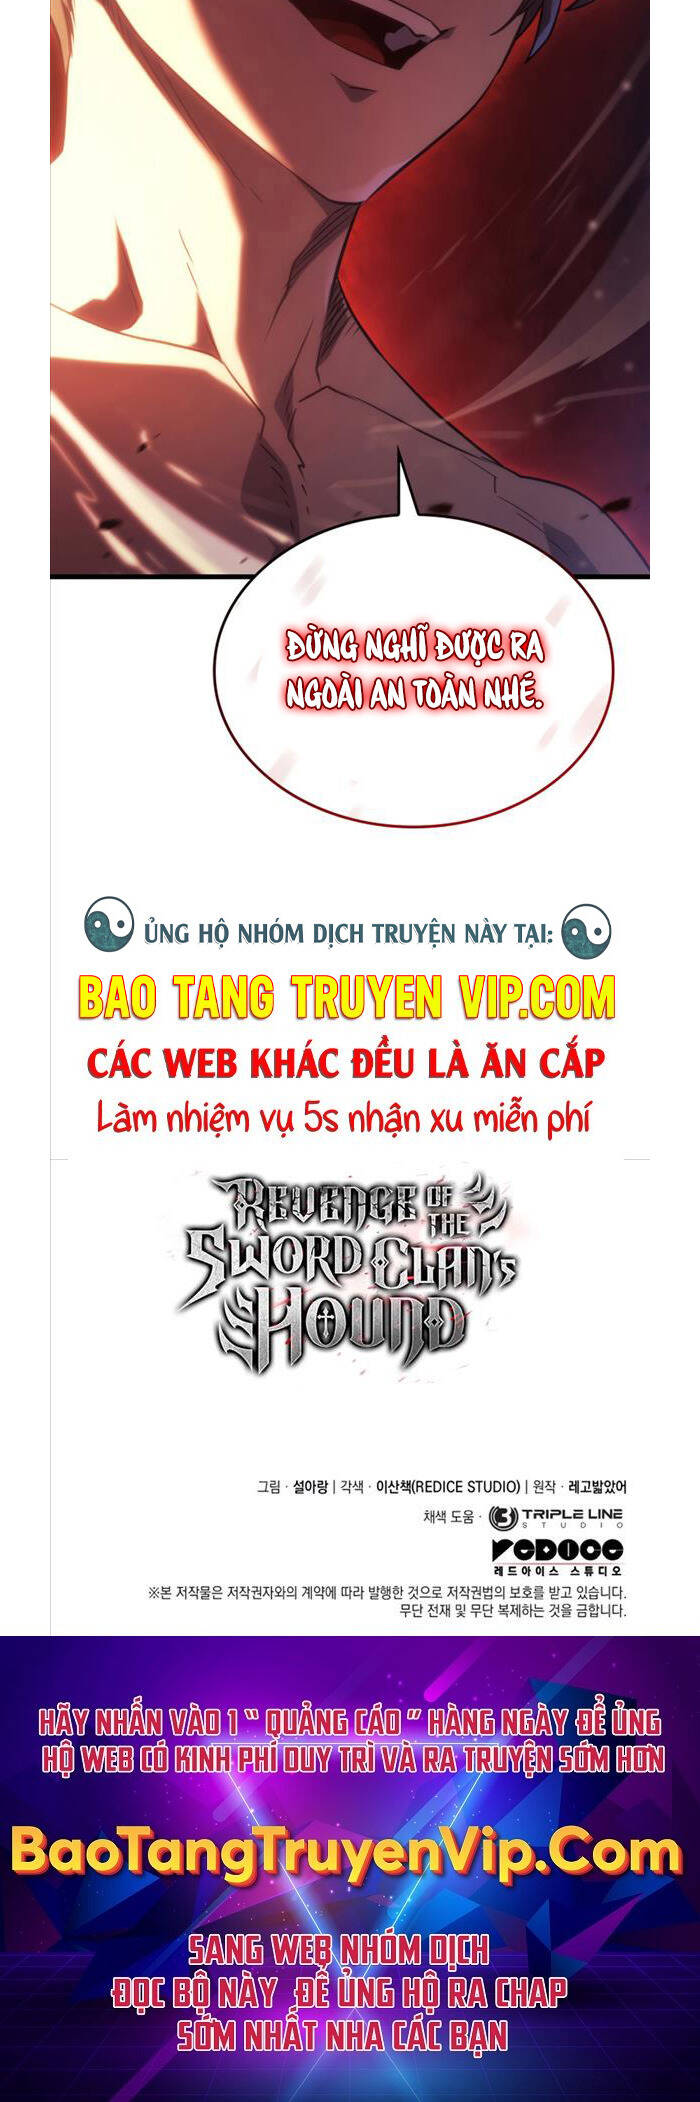 ĐỪNG NGHĨ ĐƯỢC RA
NGOÀI AN TOÀN NHÉ.
ỦNG HỘ NHÓM DỊCH TRUYỆN NÀY TẠI:
BAO TANG TRUYEN VIP.COM
CÁC WEB KHÁC ĐỀU LÀ ĂN CẮP
Làm nhiệm vụ 5s nhận xu miễn phí
REVENGE OF THE
SWORD CLAN's
HOUND
그림 · 설아랑 | 각색 · 이산책(REDICE STUDIO) | 원작 · 레고밟았어
채색 도움 · TRIPLE LINE
STUDIO
REDICE
레드아이스 스튜디오
※본 저작물은 저작권자와의 계약에 따라 발행한 것으로 저작권법의 보호를 받고 있습니다.
무단 전재 및 무단 복제하는 것을 금합니다.
HÃY NHẤN VÀO 1 “ QUẢNG CÁO ” HÀNG NGÀY ĐỂ ỦNG
HỘ WEB CÓ KINH PHÍ DUY TRÌ VÀ RA TRUYỆN SỚM HƠN
BaoTangTruyenVip.Com
SANG WEB NHÓM DỊCH
ĐỌC BỘ NÀY ĐỂ ỦNG HỘ RA CHAP
SỚM NHẤT NHA CÁC BẠN